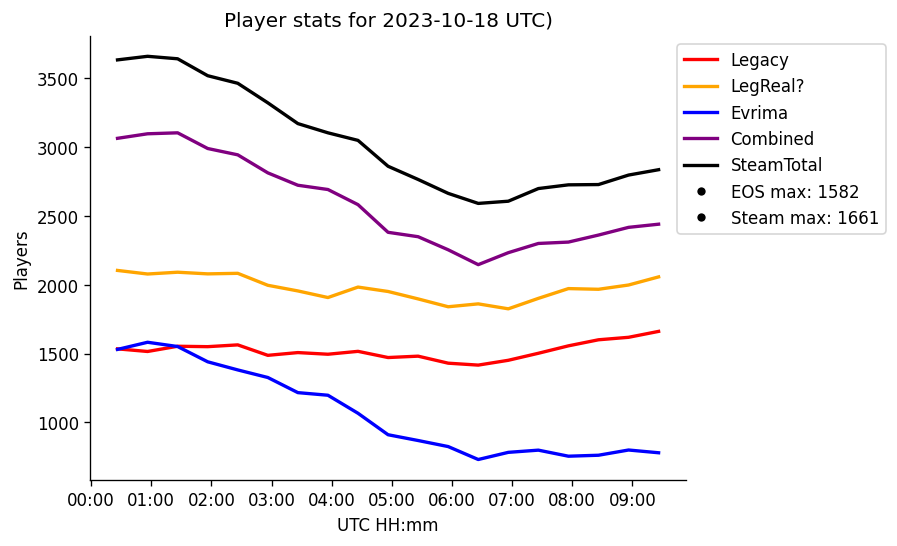 Player stats for 2023-10-18 UTC)
Players
3500
3000
2500
2000
1500
1000
00:00 01:00 02:00 03:00 04:00 05:00 06:00 07:00 08:00 09:00
UTC HH:mm
Legacy
LegReal?
Evrima
Combined
SteamTotal
EOS max: 1582
Steam max: 1661